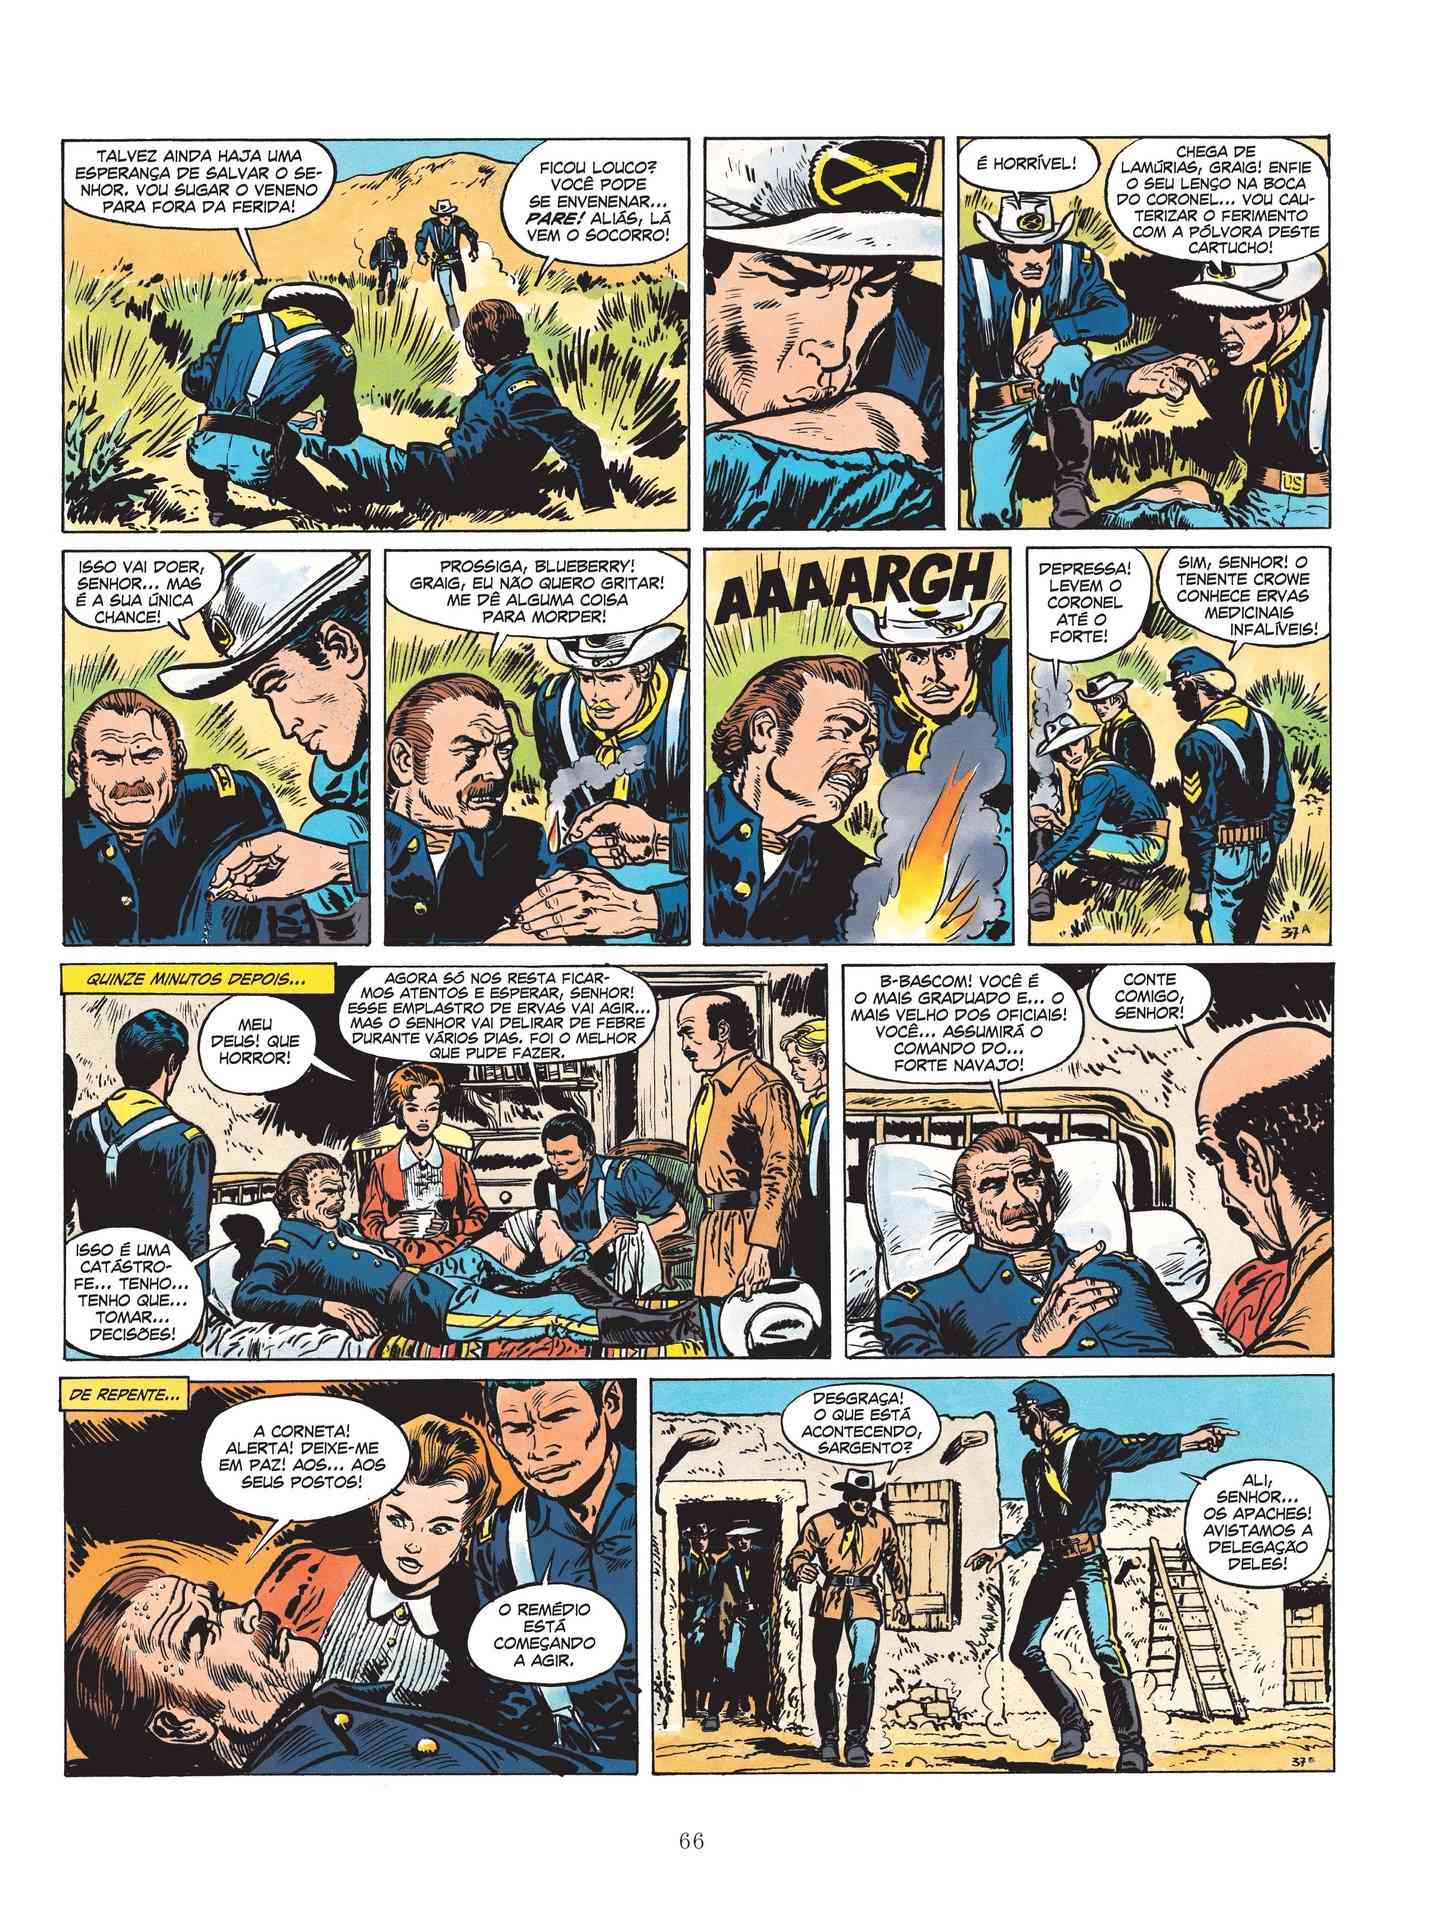 TALVEZ AINDA HAJA UMA
ESPERANÇA DE SALVAR O SE-
NHOR. VOU SUGAR O VENENO
PARA FORA DA FERIDA!
FICOU LOUCO?
VOCÊ PODE
SE ENVENENAR...
PARE! ALIÁS, LÁ
VEM O SOCORRO!
É HORRÍVEL!
CHEGA DE
LAMÚRIAS, GRAIG! ENFIE
O SEU LENÇO NA BOCA
DO CORONEL... VOU CAU-
TERIZAR O FERIMENTO
COM A PÓLVORA DESTE
CARTUCHO!
US
ISSO VAI DOER,
SENHOR... MAS
É A SUA ÚNICA
CHANCE!
PROSSIGA, BLUEBERRY!
GRAIG, EU NÃO QUERO GRITAR!
ME DÊ ALGUMA COISA
PARA MORDER!
AAAAARGH
DEPRESSA!
LEVEM O
CORONEL
ATÉ O
FORTE!
SIM, SENHOR! O
TENENTE CROWE
CONHECE ERVAS
MEDICINAIS
INFALÍVEIS!
37A
QUINZE MINUTOS DEPOIS...
MEU
DEUS! QUE
HORROR!
AGORA SÓ NOS RESTA FICAR-
MOS ATENTOS E ESPERAR, SENHOR!
ESSE EMPLASTRO DE ERVAS VAI AGIR...
MAS O SENHOR VAI DELIRAR DE FEBRE
DURANTE VÁRIOS DIAS. FOI O MELHOR
QUE PUDE FAZER.
ISSO É UMA
CATÁSTRO-
FE... TENHO...
TENHO QUE...
TOMAR...
DECISÕES!
B-BASCOM! VOCÊ É
O MAIS GRADUADO E... O
MAIS VELHO DOS OFICIAIS!
VOCÊ... ASSUMIRÁ O
COMANDO DO...
FORTE NAVAJO!
CONTE
COMIGO,
SENHOR!
DE REPENTE...
A CORNETA!
ALERTA! DEIXE-ME
EM PAZ! AOS... AOS
SEUS POSTOS!
O REMÉDIO
ESTÁ
COMEÇANDO
A AGIR.
DESGRAÇA!
O QUE ESTÁ
ACONTECENDO,
SARGENTO?
ALI,
SENHOR...
OS APACHES!
AVISTAMOS A
DELEGAÇÃO
DELES!
66